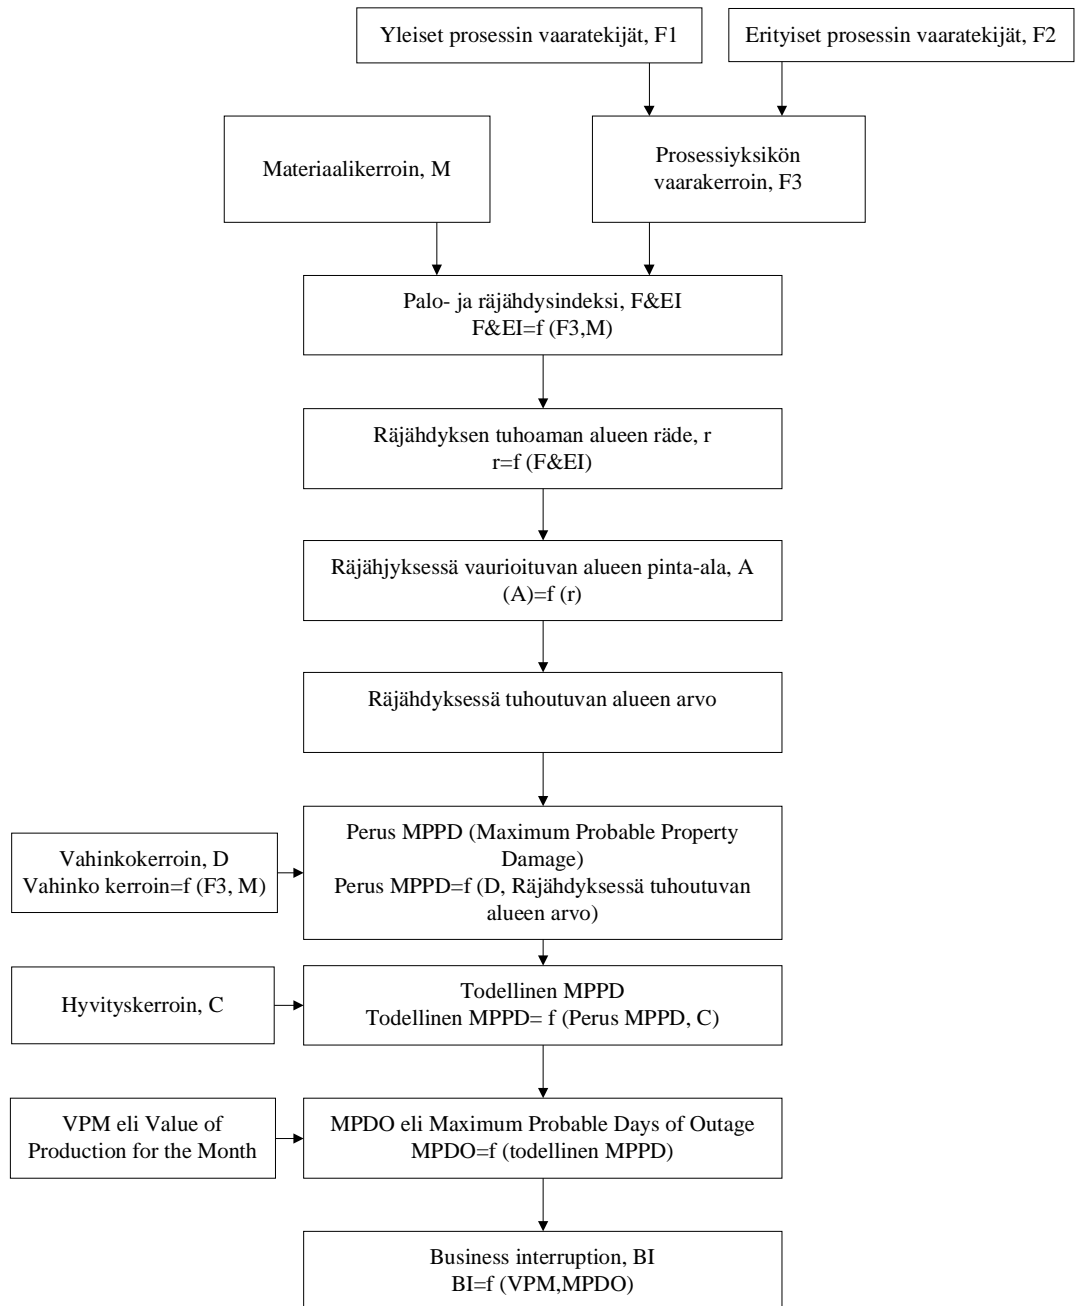 Yleiset prosessin vaaratekijät, F1
Erityiset prosessin vaaratekijät, F2
Materiaalikerroin, M
Prosessiyksikön
vaarakerroin, F3
Palo- ja räjähdysindeksi, F&EI
F&EI=f (F3,M)
Räjähdyksen tuhoaman alueen räde, r
r=f (F&EI)
Räjähjyksessä vaurioituvan alueen pinta-ala, A
(A)=f (r)
Räjähdyksessä tuhoutuvan alueen arvo
Vahinkokerroin, D
Vahinko kerroin=f (F3, M)
Perus MPPD (Maximum Probable Property
Damage)
Perus MPPD=f (D, Räjähdyksessä tuhoutuvan
alueen arvo)
Hyvityskerroin, C
Todellinen MPPD
Todellinen MPPD= f (Perus MPPD, C)
VPM eli Value of
Production for the Month
MPDO eli Maximum Probable Days of Outage
MPDO=f (todellinen MPPD)
Business interruption, BI
BI=f (VPM,MPDO)